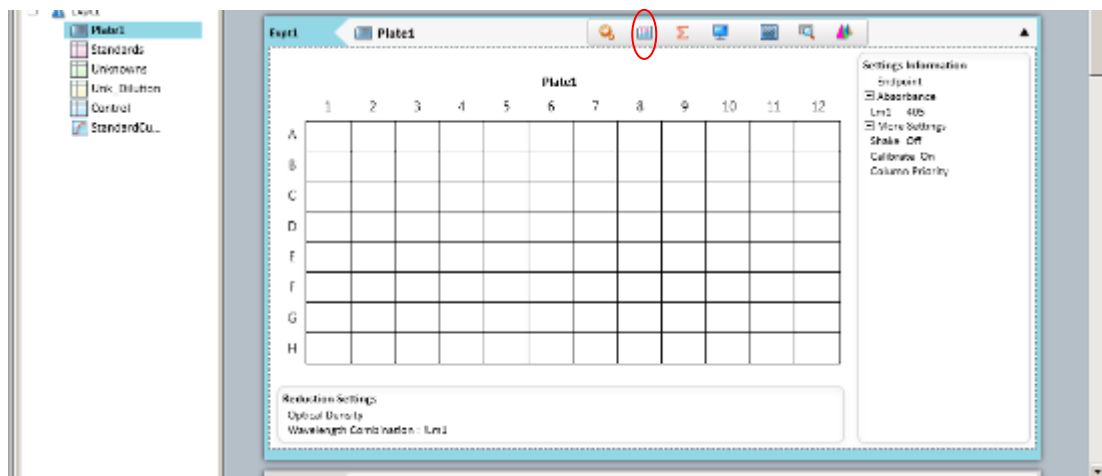 Expt1
Plate1
Standards
Unknowns
Unk_Dilution
Control
StandardCu...
Expt1
Plate1
Plate1
1 2 3 4 5 6 7 8 9 10 11 12
A
B
C
D
E
F
G
H
Settings Information
Endpoint
Absorbance
Lm1 405
More Settings
Shake Off
Calibrate On
Column Priority
Reduction Settings
Optical Density
Wavelength Combination : !Lm1